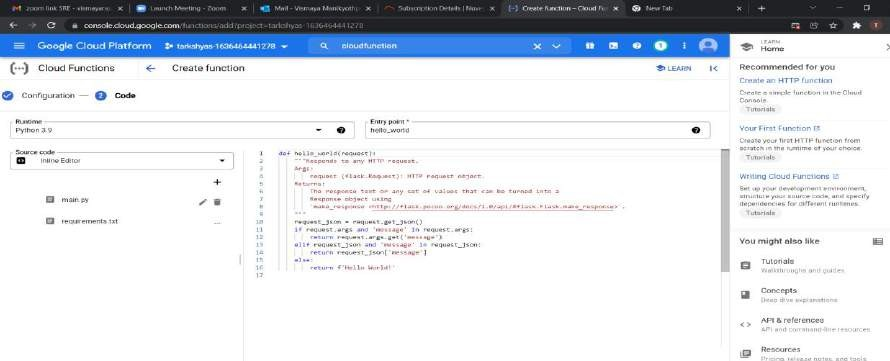 zoom link SRE - vismayar.m
Launch Meeting - Zoom
Mail - Vismaya Manikyoth
Subscription Details | Now
Create function – Cloud Fun
New Tab
console.cloud.google.com/functions/add?project=tarkshyas-1636464441278
Google Cloud Platform
tarkshyas-1636464441278
cloudfunction
1
T
Cloud Functions
Create function
LEARN
Configuration
2 Code
Runtime
Python 3.9
Entry point *
hello_world
Source code
Inline Editor
main.py
requirements.txt
1 def hello_world(request):
2 """Responds to any HTTP request.
3 Args:
4 request (flask.Request): HTTP request object.
5 Returns:
6 The response text or any set of values that can be turned into a
7 Response object using
8 `make_response <http://flask.pocoo.org/docs/1.0/api/#flask.Flask.make_response>`.
9 """
10 request_json = request.get_json()
11 if request.args and 'message' in request.args:
12 return request.args.get('message')
13 elif request_json and 'message' in request_json:
14 return request_json['message']
15 else:
16 return f'Hello World!'
17
LEARN
Home
Recommended for you
Create an HTTP function
Create a simple function in the Cloud
Console.
Tutorials
Your First Function
Create your first HTTP function from
scratch in the runtime of your choice.
Tutorials
Writing Cloud Functions
Set up your development environment,
structure your source code, and specify
dependencies for different runtimes.
Tutorials
You might also like
Tutorials
Walkthroughs and guides
Concepts
Deep dive explanations
API & references
API and command-line resources
Resources
Pricing, release notes, and tools